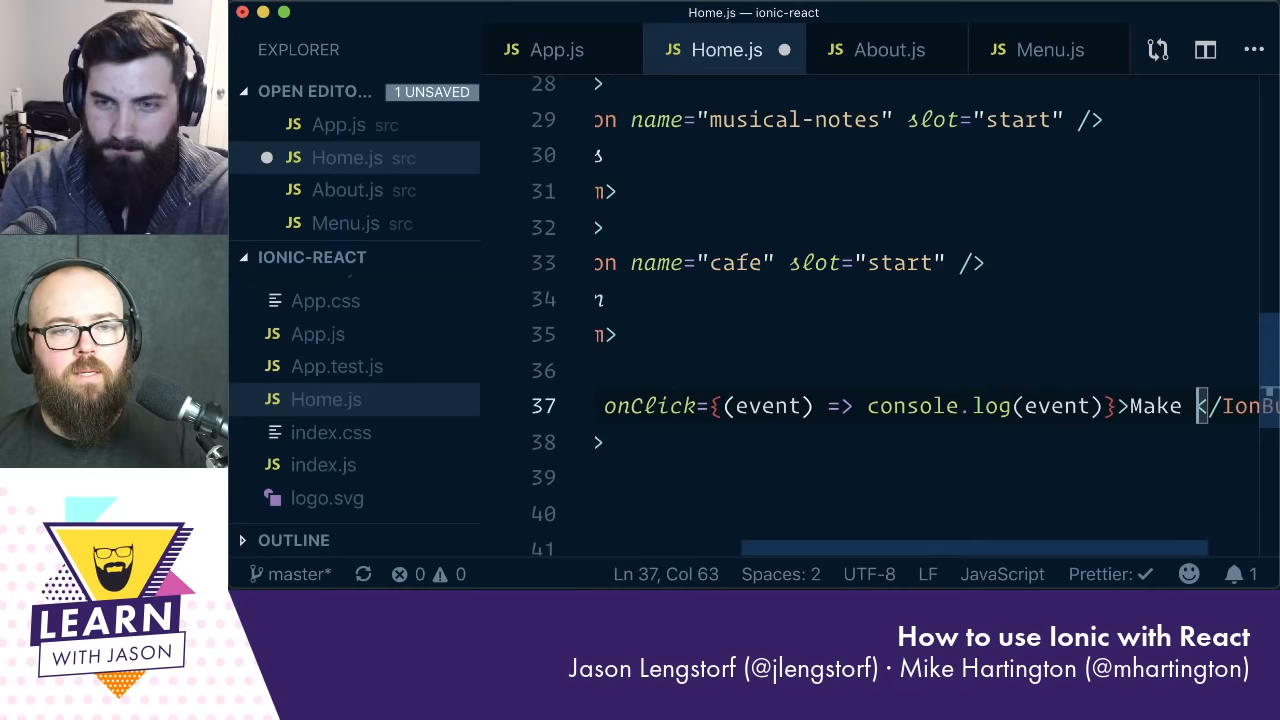 Home.js — ionic-react
EXPLORER
OPEN EDITO... 1 UNSAVED
JS App.js src
JS Home.js src
JS About.js src
JS Menu.js src
IONIC-REACT
App.css
JS App.js
JS App.test.js
JS Home.js
index.css
JS index.js
logo.svg
OUTLINE
JS App.js
JS Home.js
JS About.js
JS Menu.js
28 >
29 on name="musical-notes" slot="start" />
30 s
31 m>
32 >
33 on name="cafe" slot="start" />
34 n
35 m>
36
37 onClick={(event) => console.log(event)}>Make </IonBu
38 >
39
40
41
master* 0 0 Ln 37, Col 63 Spaces: 2 UTF-8 LF JavaScript Prettier: 1
LEARN
WITH JASON
How to use Ionic with React
Jason Lengstorf (@jlengstorf) · Mike Hartington (@mhartington)